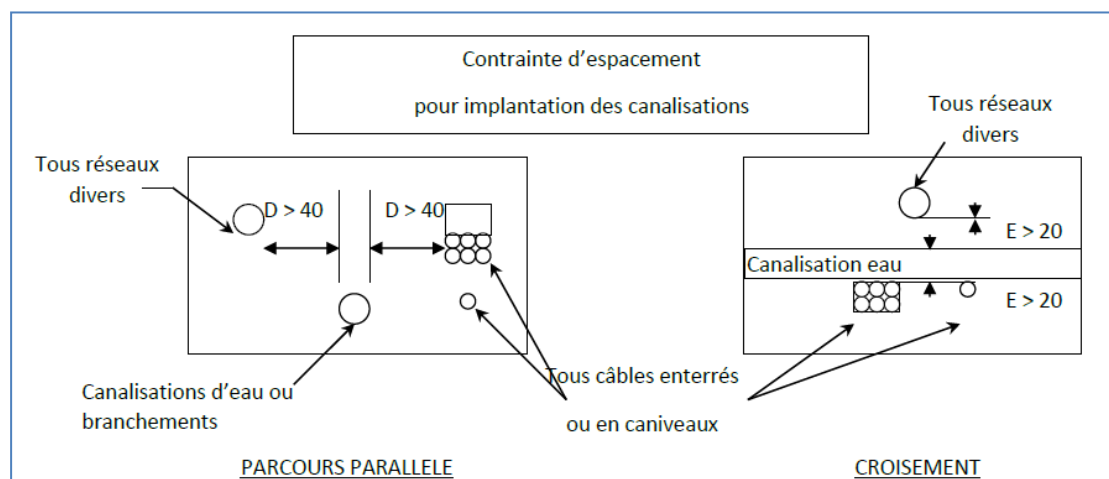 Contrainte d'espacement
pour implantation des canalisations
Tous réseaux
divers
D > 40
D > 40
Canalisations d'eau ou
branchements
Tous câbles enterrés
ou en caniveaux
PARCOURS PARALLELE
Tous réseaux
divers
E > 20
Canalisation eau
E > 20
CROISEMENT